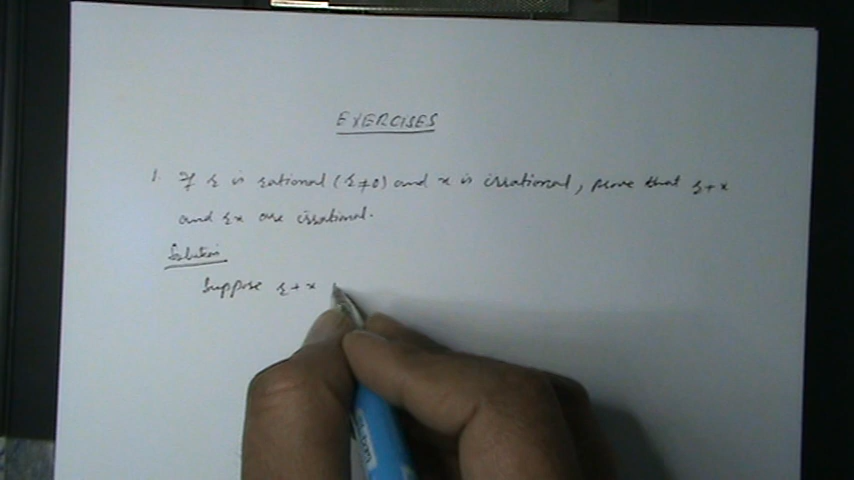 EXERCISES
1. If r is rational (r≠0) and x is irrational, prove that r+x
and rx are irrational.
Solution
Suppose r+x